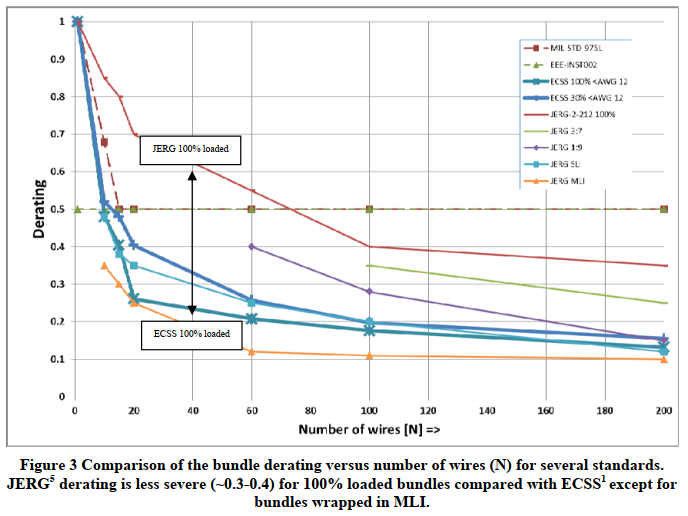 1
0.9
0.8
0.7
0.6
0.5
0.4
0.3
0.2
0.1
0
Derating
0 20 40 60 80 100 120 140 160 180 200
Number of wires [N] =>
MIL STD 975L
EEE-INST002
ECSS 100% <AWG 12
ECSS 30% <AWG 12
JERG-2-212 100%
JERG 3:7
JERG 1:9
JERG SLI
JERG MLI
JERG 100% loaded
ECSS 100% loaded
Figure 3 Comparison of the bundle derating versus number of wires (N) for several standards.
JERG5 derating is less severe (~0.3-0.4) for 100% loaded bundles compared with ECSS1 except for
bundles wrapped in MLI.